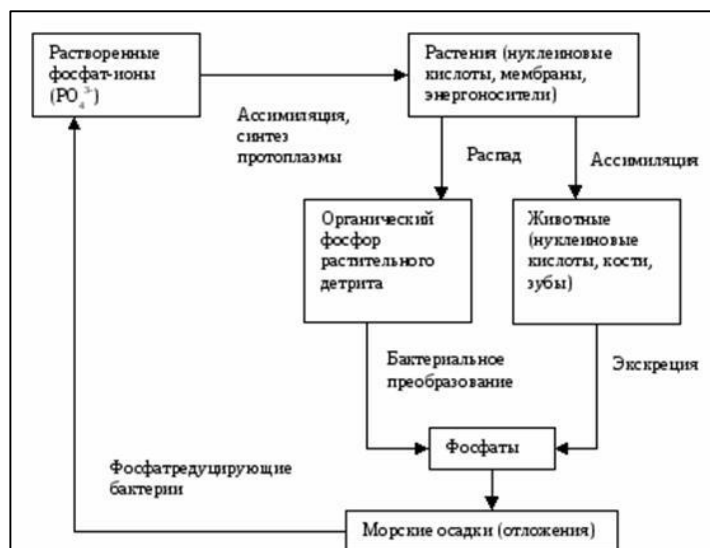 Растворенные
фосфат-ионы
(PO₄³⁻)
Растения (нуклеиновые
кислоты, мембраны,
энергоносители)
Ассимиляция,
синтез
протоплазмы
Распад
Ассимиляция
Органический
фосфор
растительного
детрита
Животные
(нуклеиновые
кислоты, кости,
зубы)
Бактериальное
преобразование
Экскреция
Фосфаты
Фосфатредуцирующие
бактерии
Морские осадки (отложения)